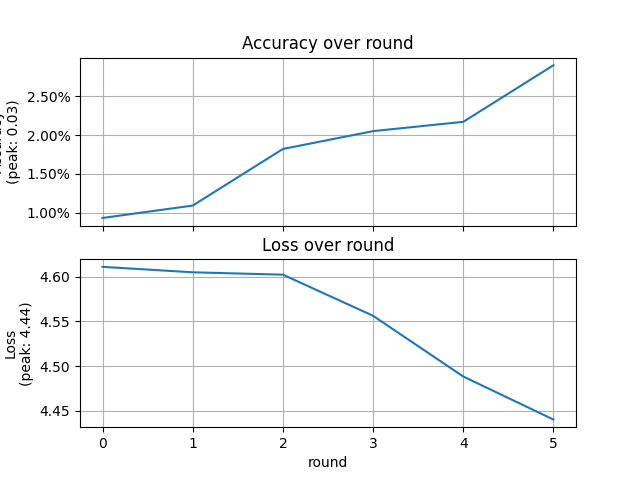 Accuracy over round
(peak: 0.03)
2.50%
2.00%
1.50%
1.00%
Loss over round
Loss
(peak: 4.44)
4.60
4.55
4.50
4.45
0 1 2 3 4 5
round